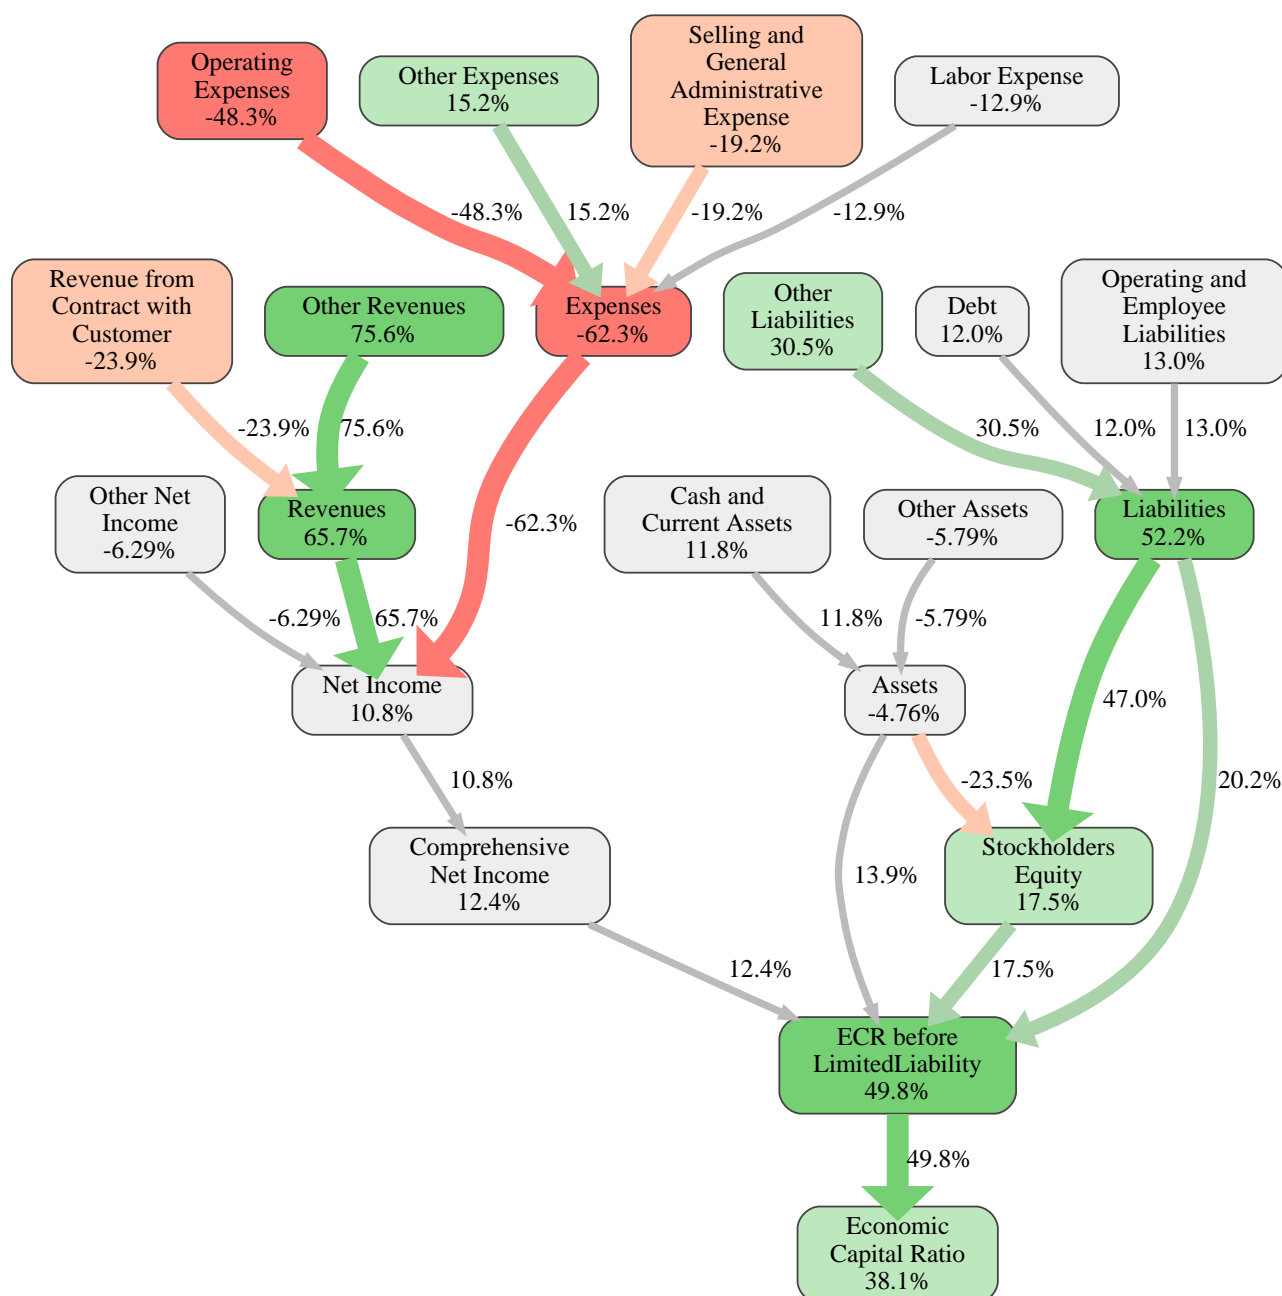 Operating
Expenses
-48.3%
Other Expenses
15.2%
Selling and
General
Administrative
Expense
-19.2%
Labor Expense
-12.9%
-48.3%
15.2%
-19.2%
-12.9%
Revenue from
Contract with
Customer
-23.9%
Other Revenues
75.6%
Expenses
-62.3%
Other
Liabilities
30.5%
Debt
12.0%
Operating and
Employee
Liabilities
13.0%
-23.9%
75.6%
30.5%
12.0%
13.0%
Other Net
Income
-6.29%
Revenues
65.7%
-62.3%
Cash and
Current Assets
11.8%
Other Assets
-5.79%
Liabilities
52.2%
-6.29%
65.7%
11.8%
-5.79%
Net Income
10.8%
Assets
-4.76%
47.0%
10.8%
-23.5%
20.2%
Comprehensive
Net Income
12.4%
13.9%
Stockholders
Equity
17.5%
12.4%
17.5%
ECR before
LimitedLiability
49.8%
49.8%
Economic
Capital Ratio
38.1%